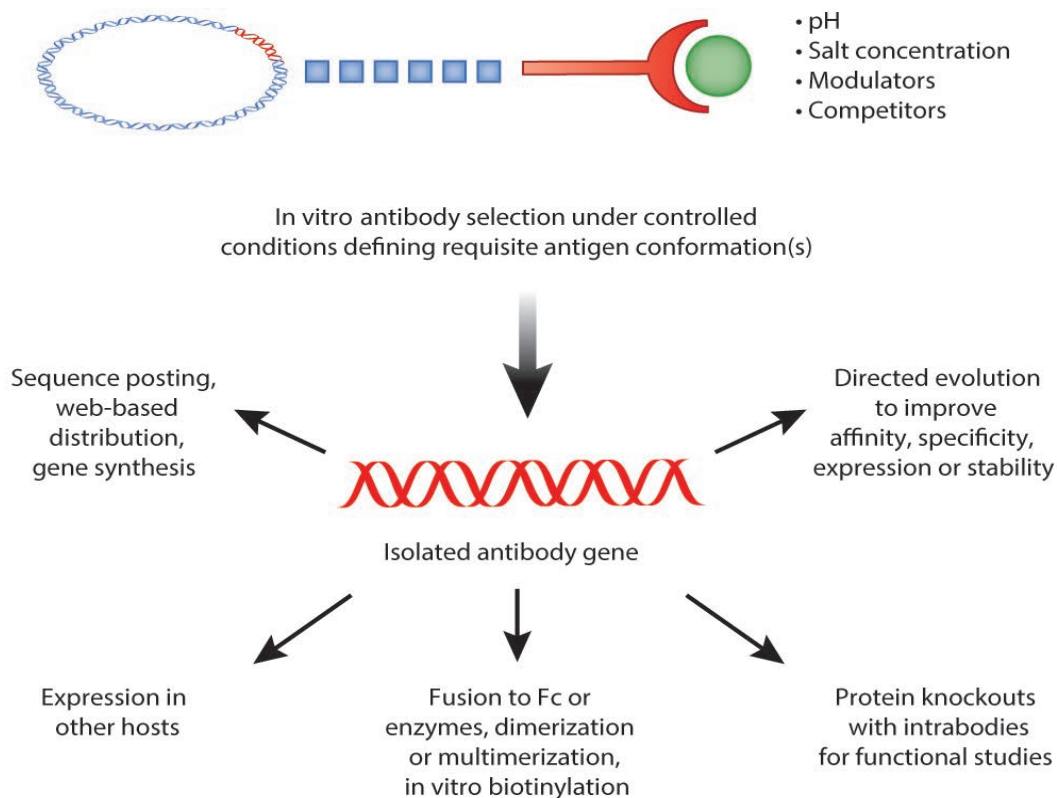 • pH
• Salt concentration
• Modulators
• Competitors
In vitro antibody selection under controlled
conditions defining requisite antigen conformation(s)
Sequence posting,
web-based
distribution,
gene synthesis
Directed evolution
to improve
affinity, specificity,
expression or stability
Isolated antibody gene
Expression in
other hosts
Fusion to Fc or
enzymes, dimerization
or multimerization,
in vitro biotinylation
Protein knockouts
with intrabodies
for functional studies